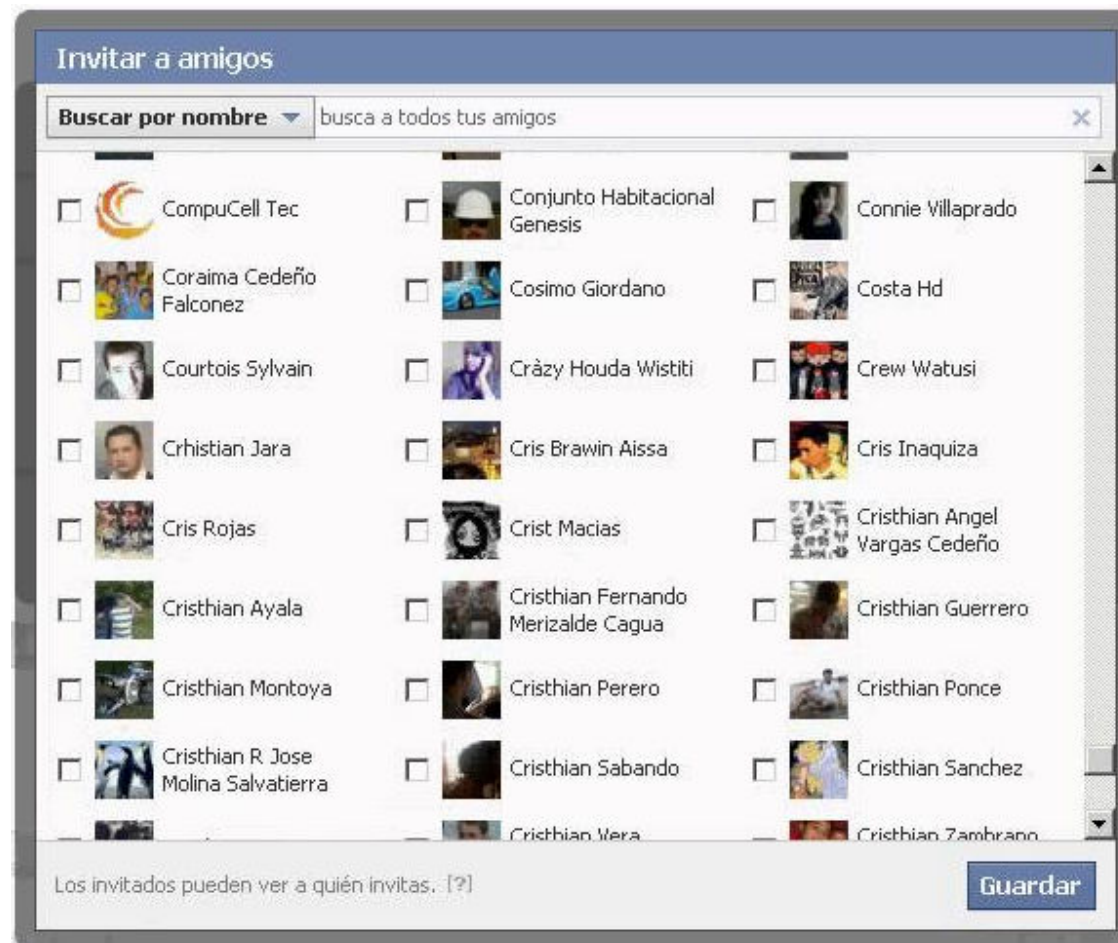 Invitar a amigos
Buscar por nombre busca a todos tus amigos
CompuCell Tec
Conjunto Habitacional
Genesis
Connie Villaprado
Coraima Cedeño
Falconez
Cosimo Giordano
Costa Hd
Courtois Sylvain
Cràzy Houda Wistiti
Crew Watusi
Crhistian Jara
Cris Brawin Aissa
Cris Inaquiza
Cris Rojas
Crist Macias
Cristhian Angel
Vargas Cedeño
Cristhian Ayala
Cristhian Fernando
Merizalde Cagua
Cristhian Guerrero
Cristhian Montoya
Cristhian Perero
Cristhian Ponce
Cristhian R Jose
Molina Salvatierra
Cristhian Sabando
Cristhian Sanchez
Cristhian Vera
Cristhian Zambrano
Los invitados pueden ver a quién invitas. [?]
Guardar